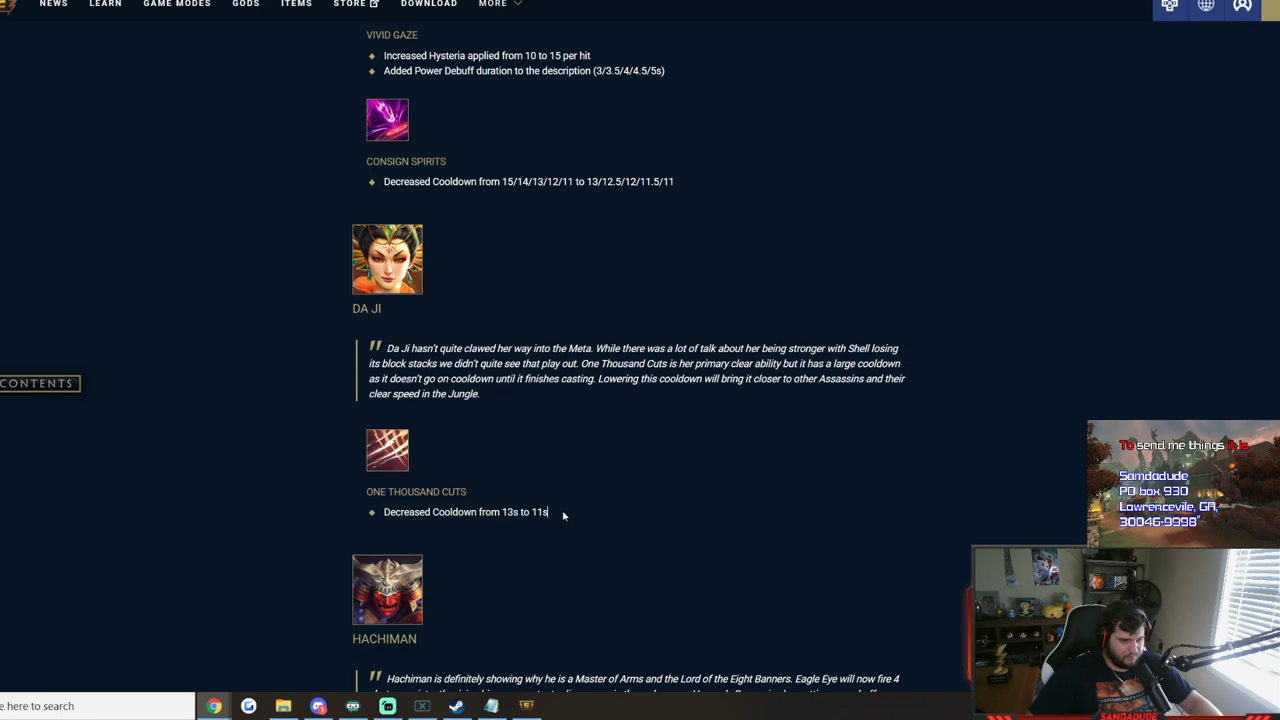 NEWS LEARN GAME MODES GODS ITEMS STORE DOWNLOAD MORE
VIVID GAZE
Increased Hysteria applied from 10 to 15 per hit
Added Power Debuff duration to the description (3/3.5/4/4.5/5s)
CONSIGN SPIRITS
Decreased Cooldown from 15/14/13/12/11 to 13/12.5/12/11.5/11
DA JI
" Da Ji hasn't quite clawed her way into the Meta. While there was a lot of talk about her being stronger with Shell losing
its block stacks we didn't quite see that play out. One Thousand Cuts is her primary clear ability but it has a large cooldown
as it doesn't go on cooldown until it finishes casting. Lowering this cooldown will bring it closer to other Assassins and their
clear speed in the Jungle.
CONTENTS
ONE THOUSAND CUTS
Decreased Cooldown from 13s to 11s
HACHIMAN
" Hachiman is definitely showing why he is a Master of Arms and the Lord of the Eight Banners. Eagle Eye will now fire 4
To send me things it is
Samdadude
PO box 930
Lawrencevile, GA,
30046-9998"
SAMDADUDE
e here to search